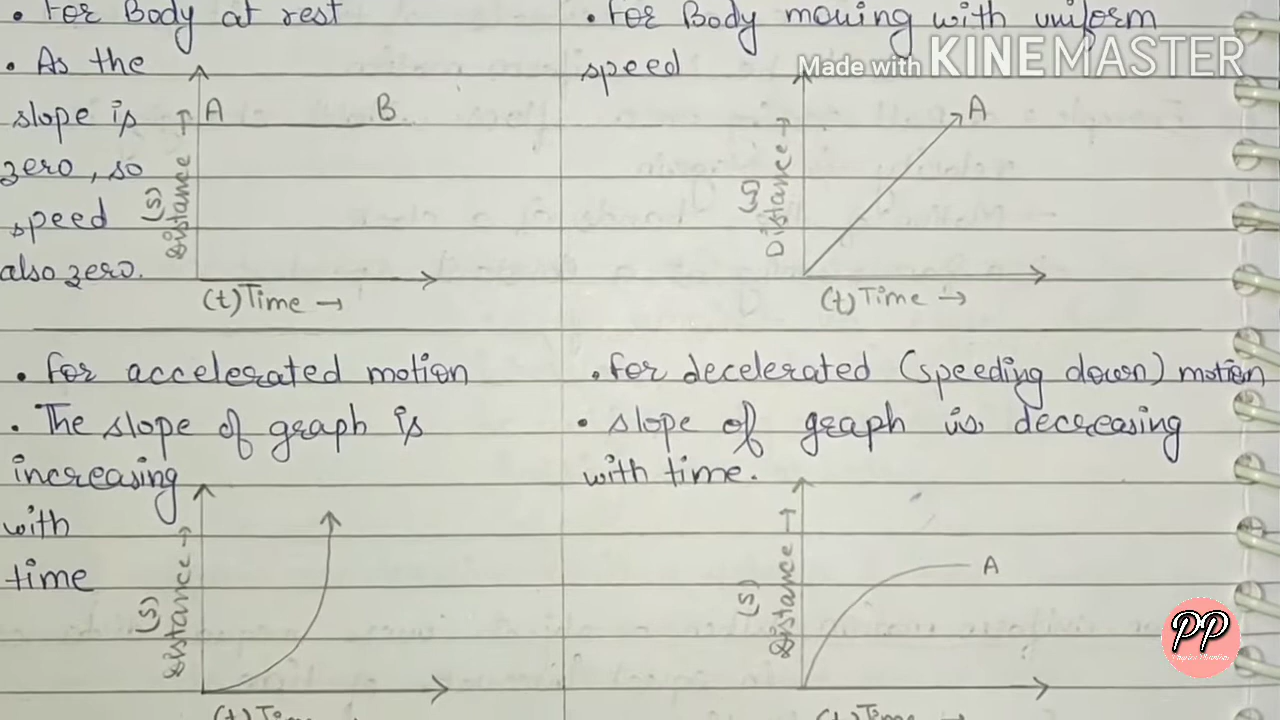 • For Body at rest
• As the
slope is
zero, so
speed
also zero.
A
B
(s)
Distance →
(t) Time →
• For Body moving with uniform
speed
Made with KINEMASTER
A
(s)
Distance →
(t) Time →
• For accelerated motion
• The slope of graph is
increasing
with
time
(s)
Distance →
(t) Time
• For decelerated (speeding down) motion
• slope of graph is decreasing
with time.
A
(s)
Distance →
(t) Time →
PP